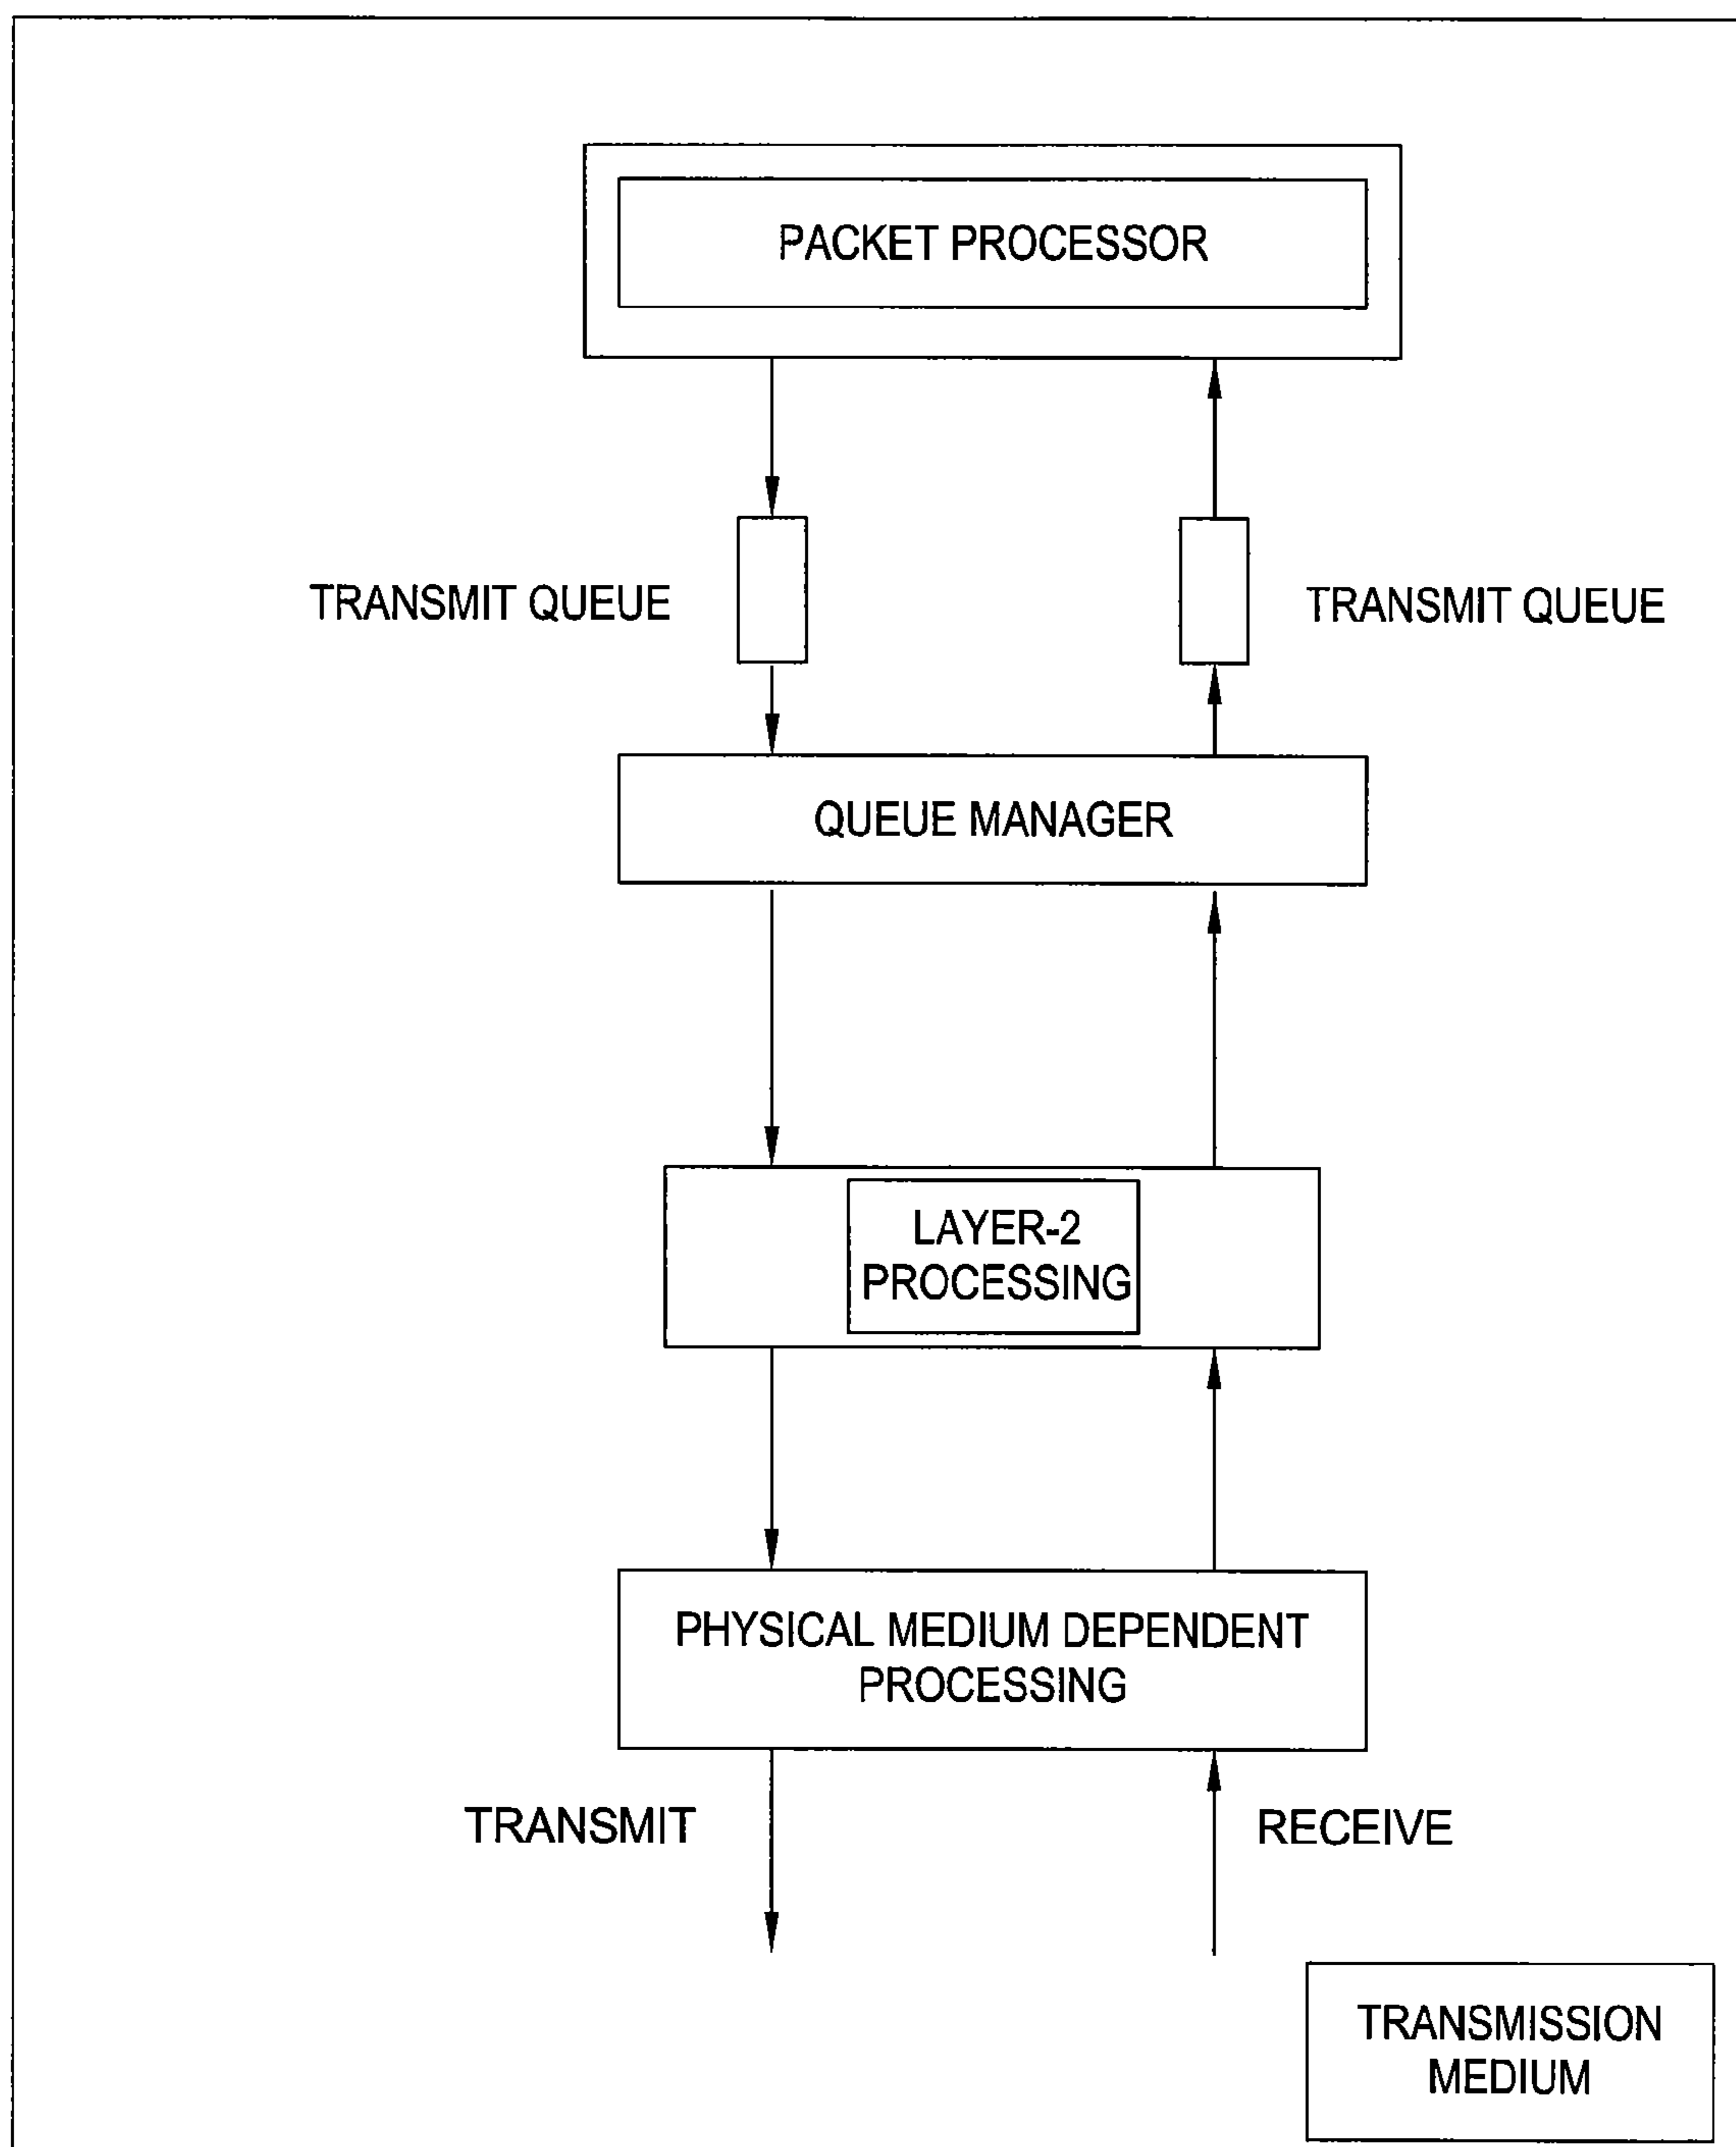 PACKET PROCESSOR
TRANSMIT QUEUE
TRANSMIT QUEUE
QUEUE MANAGER
LAYER-2
PROCESSING
PHYSICAL MEDIUM DEPENDENT
PROCESSING
TRANSMIT
RECEIVE
TRANSMISSION
MEDIUM